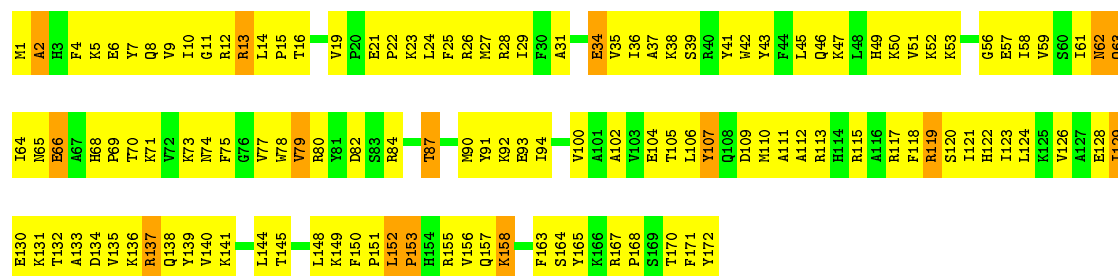 M1 A2 H3 F4 K5 E6 Y7 Q8 V9 I10 G11 R12 R13 L14 P15 T16 V19 P20 E21 P22 K23 L24 F25 R26 M27 R28 I29 F30 A31 E34 V35 I36 A37 K38 S39 R40 Y41 W42 Y43 F44 L45 Q46 K47 L48 H49 K50 V51 K52 K53 G56 E57 I58 V59 S60 I61 N62
I64 N65 E66 A67 H68 P69 T70 K71 V72 K73 N74 F75 G76 V77 W78 V79 R80 Y81 D82 S83 R84 T87 M90 Y91 K92 E93 I94 V100 A101 A102 V103 E104 T105 L106 Y107 Q108 D109 M110 A111 A112 R113 H114 R115 A116 R117 F118 R119 S120 I121 H122 I123 L124 K125 V126 A127 E128 I129
E130 K131 T132 A133 D134 V135 K136 R137 Q138 Y139 V140 K141 L144 T145 L148 K149 F150 P151 L152 P153 H154 R155 V156 Q157 K158 F163 S164 Y165 K166 R167 P168 S169 T170 F171 Y172